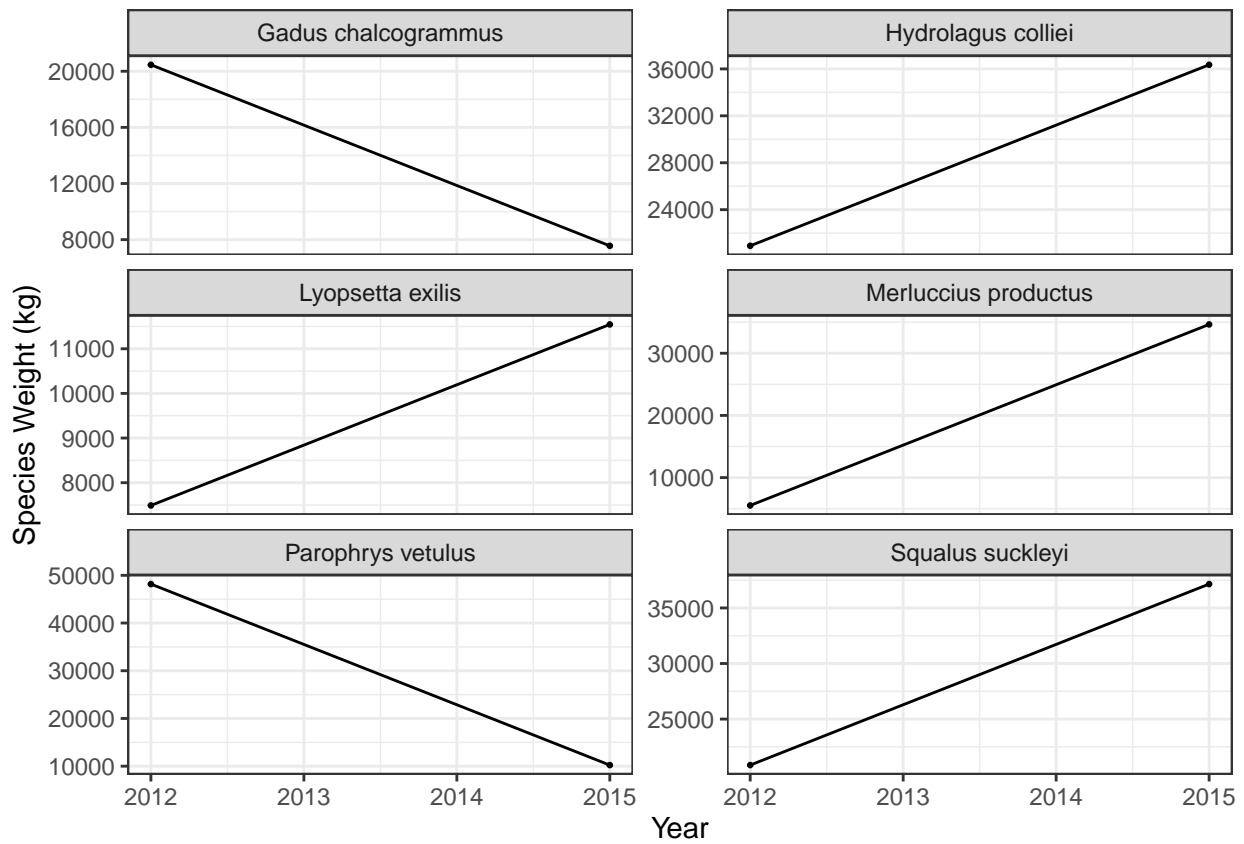 Gadus chalcogrammus
20000
16000
12000
8000
Hydrolagus colliei
36000
32000
28000
24000
Lyopsetta exilis
11000
10000
9000
8000
Merluccius productus
30000
20000
10000
Parophrys vetulus
50000
40000
30000
20000
10000
2012 2013 2014 2015
Squalus suckleyi
35000
30000
25000
2012 2013 2014 2015
Species Weight (kg)
Year